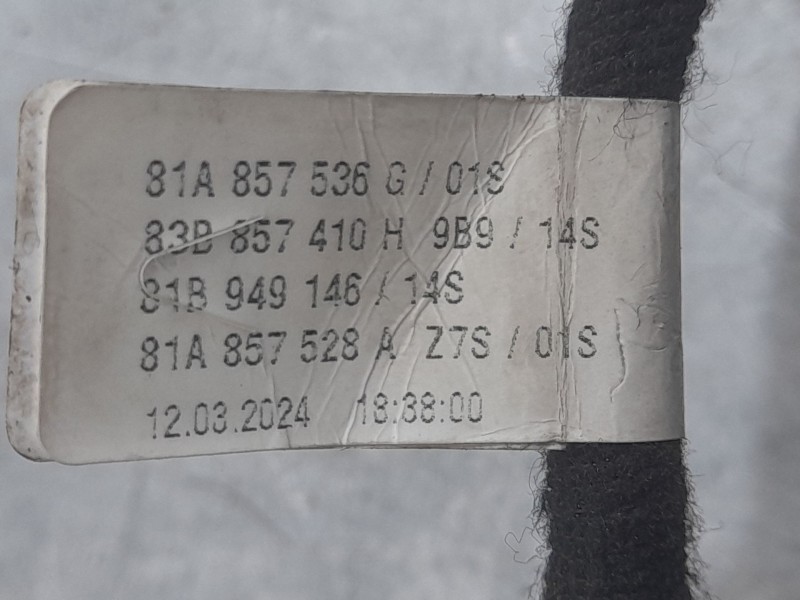 81A 857 536 G / 01S
83B 857 410 H 9B9 / 14S
81B 949 146 / 14S
81A 857 528 A Z7S / 01S
12.03.2024 18:38:00